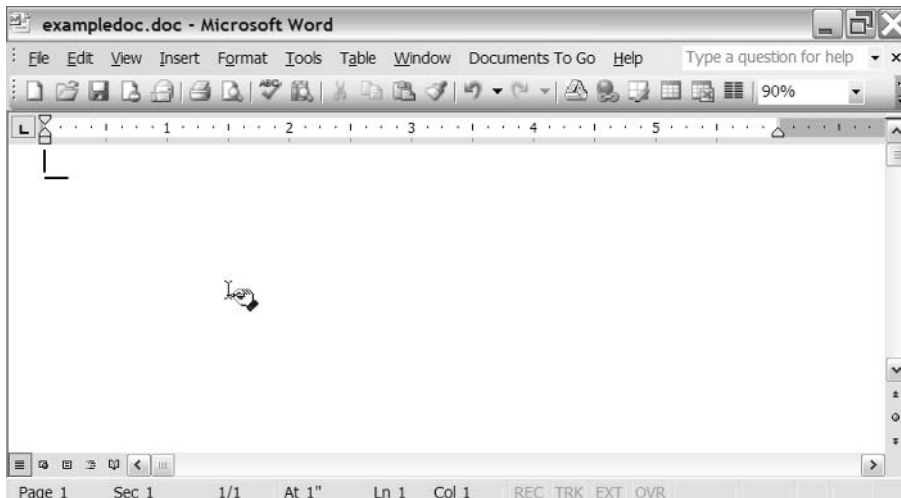 exampledoc.doc - Microsoft Word
File Edit View Insert Format Tools Table Window Documents To Go Help Type a question for help
ABC 90%
L 1 2 3 4 5
Page 1 Sec 1 1/1 At 1" Ln 1 Col 1 REC TRK EXT OVR